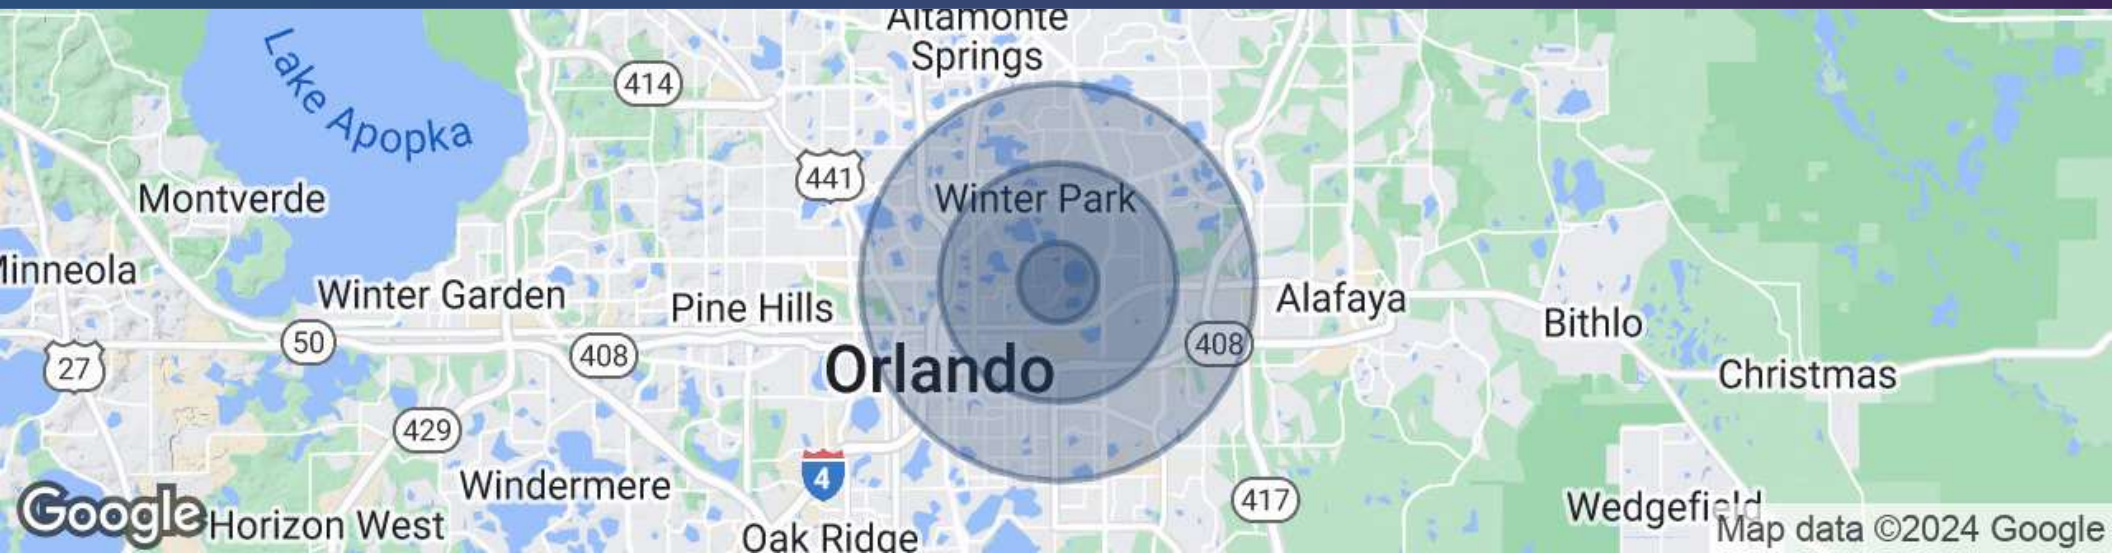 Altamonte
Springs
Lake Apopka
414
441
Montverde
Winter Park
Minneola
Winter Garden
Pine Hills
Alafaya
Bithlo
50
408
408
27
Orlando
Christmas
429
4
Windermere
417
Wedgefield
Google
Horizon West
Oak Ridge
Map data ©2024 Google